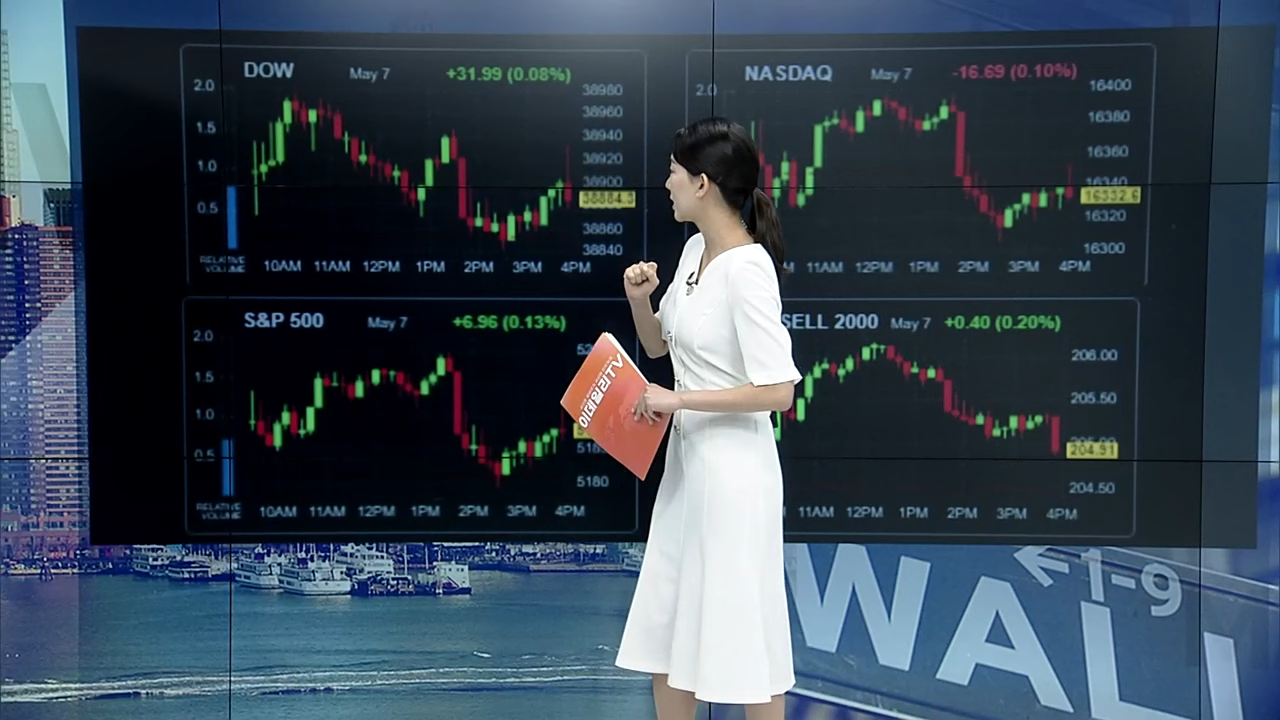 DOW May 7 +31.99 (0.08%)
2.0
1.5
1.0
0.5
RELATIVE
VOLUME
38980
38960
38940
38920
38900
38884.3
38860
38840
10AM 11AM 12PM 1PM 2PM 3PM 4PM
NASDAQ May 7 -16.69 (0.10%)
2.0
16400
16380
16360
16340
16332.6
16320
16300
11AM 12PM 1PM 2PM 3PM 4PM
S&P 500 May 7 +6.96 (0.13%)
2.0
1.5
1.0
0.5
RELATIVE
VOLUME
5180
10AM 11AM 12PM 1PM 2PM 3PM 4PM
SELL 2000 May 7 +0.40 (0.20%)
206.00
205.50
205.00
204.91
204.50
11AM 12PM 1PM 2PM 3PM 4PM
이데일리TV
←1-9
WALL